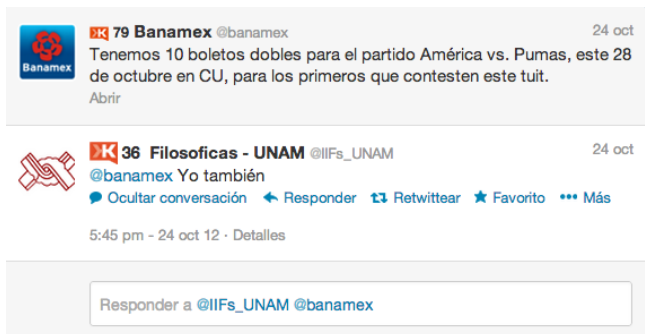 79 Banamex @banamex 24 oct
Tenemos 10 boletos dobles para el partido América vs. Pumas, este 28
de octubre en CU, para los primeros que contesten este tuit.
Banamex
Abrir
36 Filosoficas - UNAM @IIFs_UNAM 24 oct
@banamex Yo también
Ocultar conversación Responder Retwittear Favorito Más
5:45 pm - 24 oct 12 · Detalles
Responder a @IIFs_UNAM @banamex